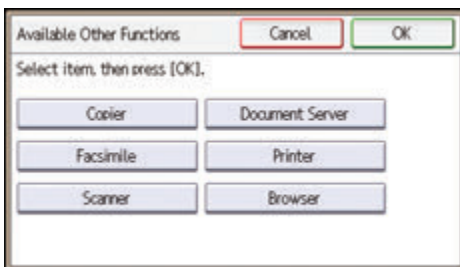 Available Other Functions Cancel OK
Select item, then press [OK].
Copier Document Server
Facsimile Printer
Scanner Browser